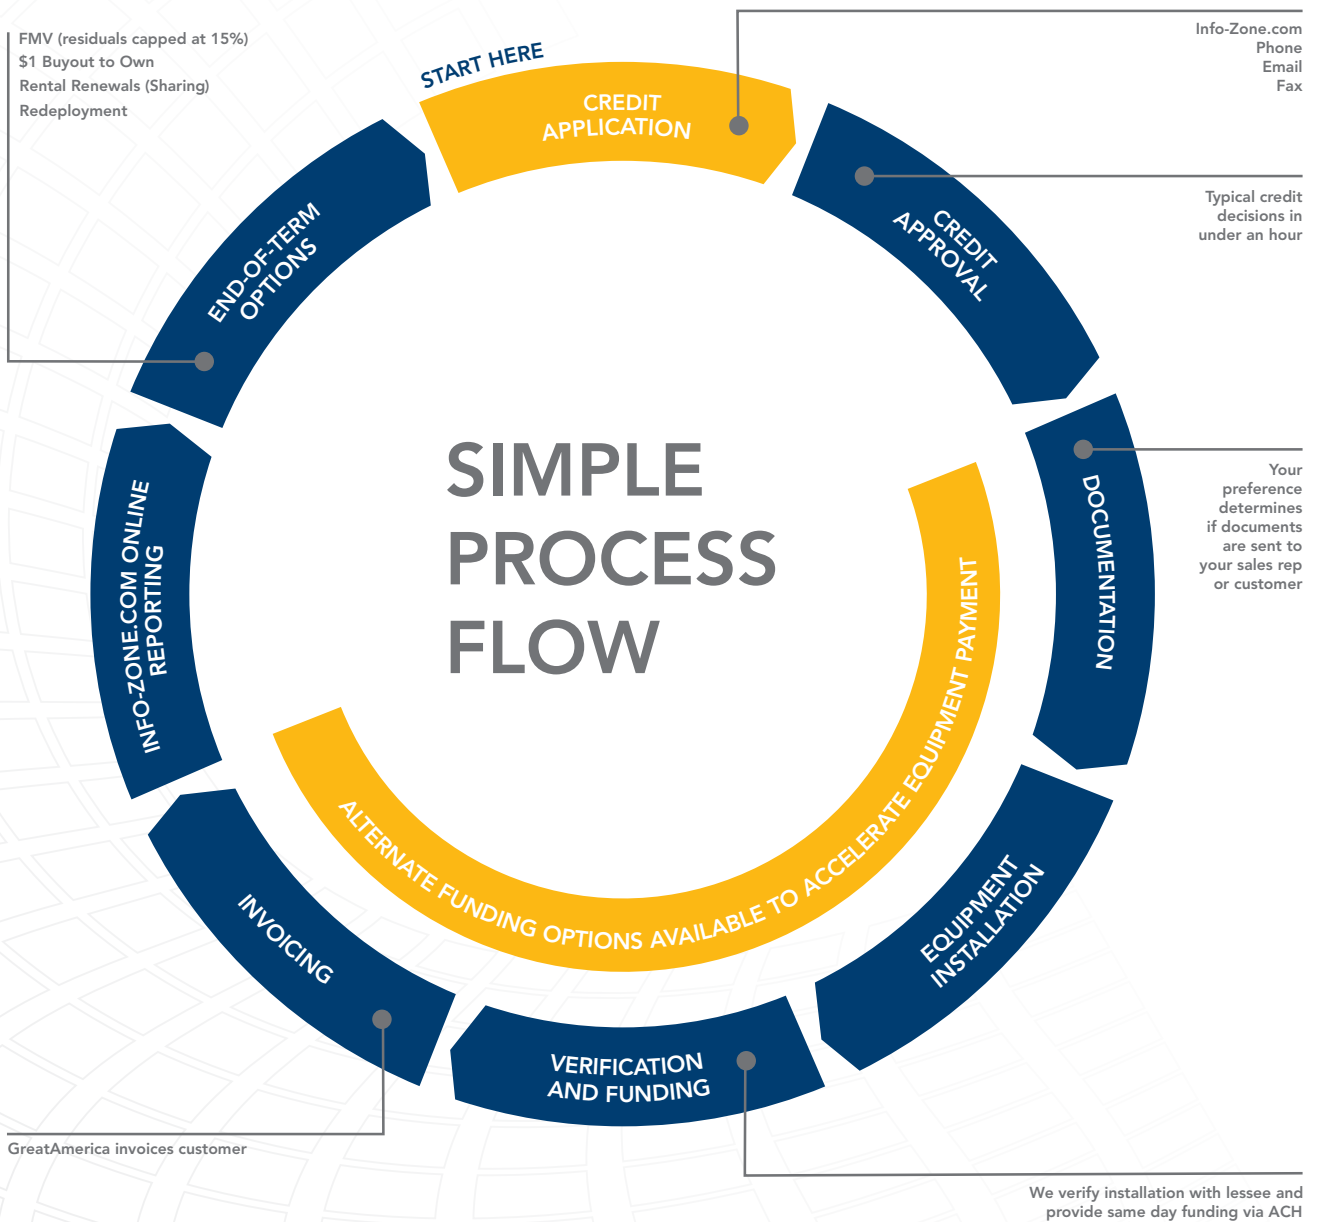 FMV (residuals capped at 15%)
$1 Buyout to Own
Rental Renewals (Sharing)
Redeployment
START HERE
CREDIT
APPLICATION
Info-Zone.com
Phone
Email
Fax
CREDIT
APPROVAL
Typical credit
decisions in
under an hour
DOCUMENTATION
Your
preference
determines
if documents
are sent to
your sales rep
or customer
EQUIPMENT
INSTALLATION
VERIFICATION
AND FUNDING
We verify installation with lessee and
provide same day funding via ACH
INVOICING
GreatAmerica invoices customer
INFO-ZONE.COM ONLINE
REPORTING
END-OF-TERM
OPTIONS
SIMPLE
PROCESS
FLOW
ALTERNATE FUNDING OPTIONS AVAILABLE TO ACCELERATE EQUIPMENT PAYMENT